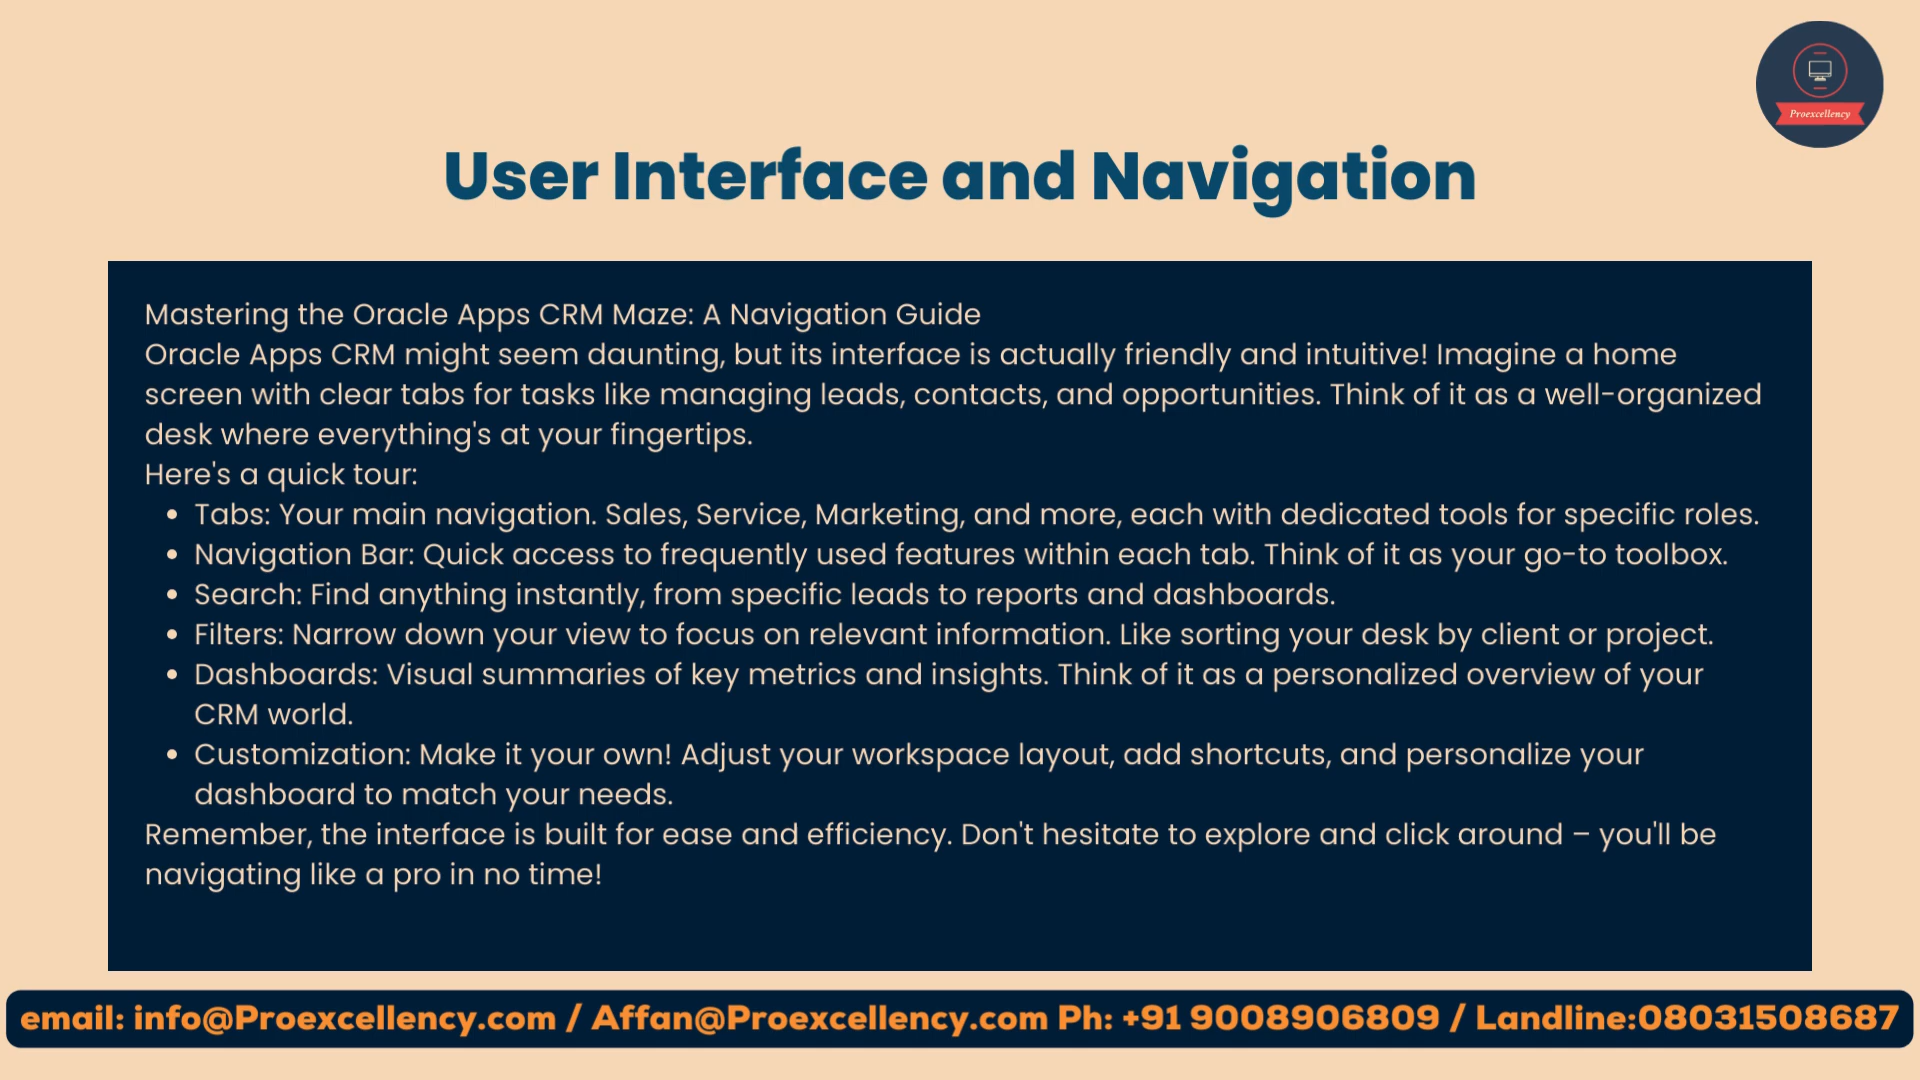 Proexcellency
User Interface and Navigation
Mastering the Oracle Apps CRM Maze: A Navigation Guide
Oracle Apps CRM might seem daunting, but its interface is actually friendly and intuitive! Imagine a home
screen with clear tabs for tasks like managing leads, contacts, and opportunities. Think of it as a well-organized
desk where everything's at your fingertips.
Here's a quick tour:
• Tabs: Your main navigation. Sales, Service, Marketing, and more, each with dedicated tools for specific roles.
• Navigation Bar: Quick access to frequently used features within each tab. Think of it as your go-to toolbox.
• Search: Find anything instantly, from specific leads to reports and dashboards.
• Filters: Narrow down your view to focus on relevant information. Like sorting your desk by client or project.
• Dashboards: Visual summaries of key metrics and insights. Think of it as a personalized overview of your
CRM world.
• Customization: Make it your own! Adjust your workspace layout, add shortcuts, and personalize your
dashboard to match your needs.
Remember, the interface is built for ease and efficiency. Don't hesitate to explore and click around – you'll be
navigating like a pro in no time!
email: info@Proexcellency.com / Affan@Proexcellency.com Ph: +91 9008906809 / Landline:08031508687